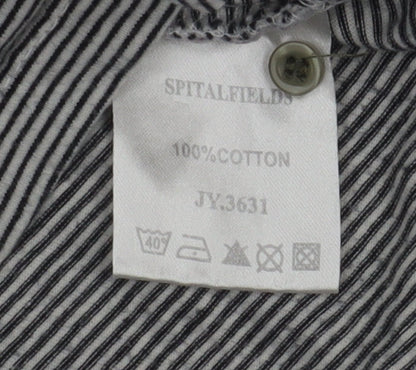 SPITALFIELDS
100%COTTON
JY.3631
40°